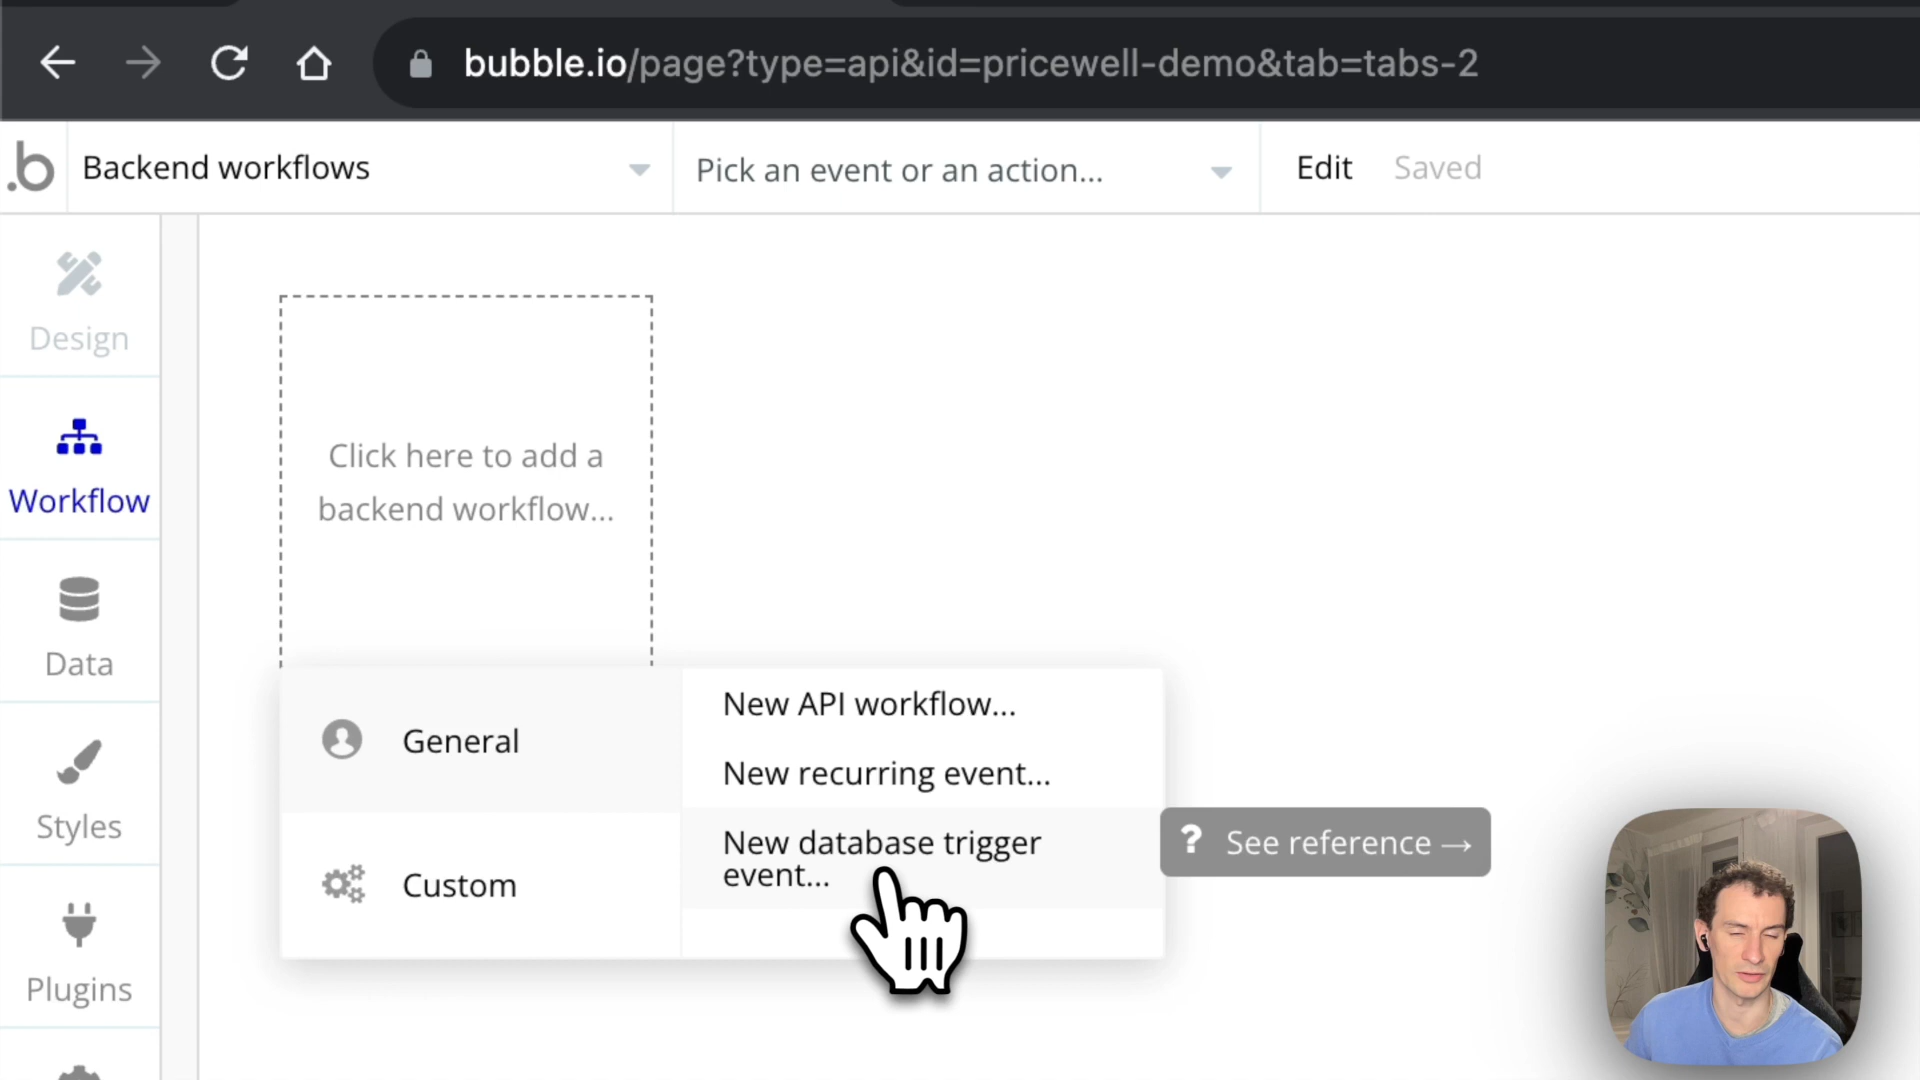 bubble.io/page?type=api&id=pricewell-demo&tab=tabs-2
.b Backend workflows Pick an event or an action... Edit Saved
Design
Workflow
Data
Styles
Plugins
Click here to add a
backend workflow...
General
Custom
New API workflow...
New recurring event...
New database trigger
event...
? See reference →